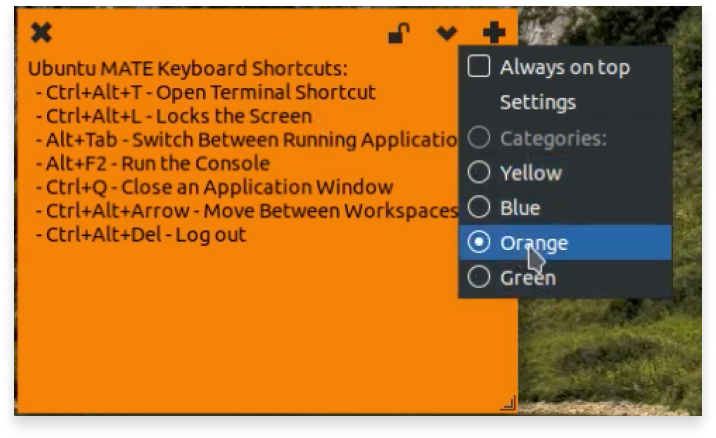 Ubuntu MATE Keyboard Shortcuts:
- Ctrl+Alt+T - Open Terminal Shortcut
- Ctrl+Alt+L - Locks the Screen
- Alt+Tab - Switch Between Running Applicatio
- Alt+F2 - Run the Console
- Ctrl+Q - Close an Application Window
- Ctrl+Alt+Arrow - Move Between Workspaces
- Ctrl+Alt+Del - Log out
Always on top
Settings
Categories:
Yellow
Blue
Orange
Green